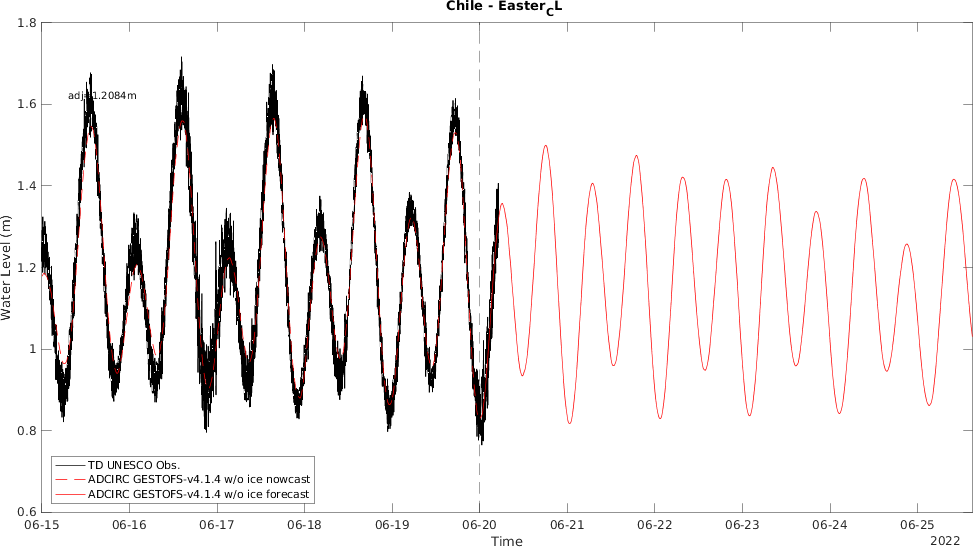 Chile - Easter_CL
1.8
1.6
1.4
1.2
1
0.8
0.6
Water Level (m)
adj=1.2084m
TD UNESCO Obs.
ADCIRC GESTOFS-v4.1.4 w/o ice nowcast
ADCIRC GESTOFS-v4.1.4 w/o ice forecast
06-15 06-16 06-17 06-18 06-19 06-20 06-21 06-22 06-23 06-24 06-25
Time
2022